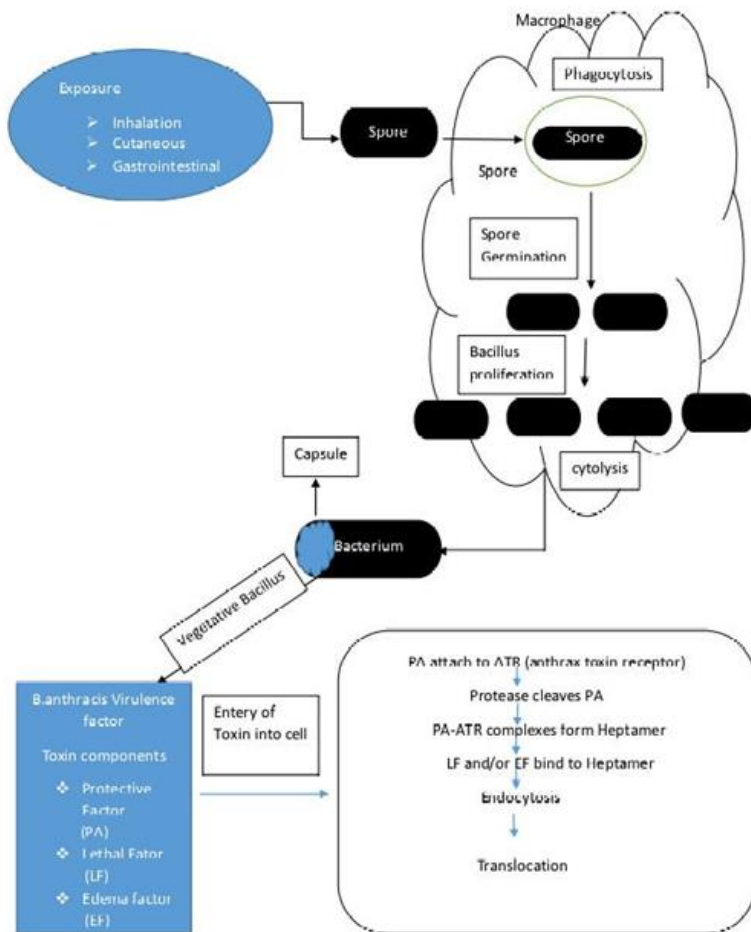 Macrophage
Phagocytosis
Exposure
➢ Inhalation
➢ Cutaneous
➢ Gastrointestinal
Spore
Spore
Spore
Spore
Germination
Bacillus
proliferation
cytolysis
Capsule
Bacterium
Vegetative Bacillus
B.anthracis Virulence
factor
Toxin components
❖ Protective
Factor
(PA)
❖ Lethal Fator
(LF)
❖ Edema factor
(EF)
Entery of
Toxin into cell
PA attach to ATR (anthrax toxin receptor)
Protease cleaves PA
PA-ATR complexes form Heptamer
LF and/or EF bind to Heptamer
Endocytosis
Translocation